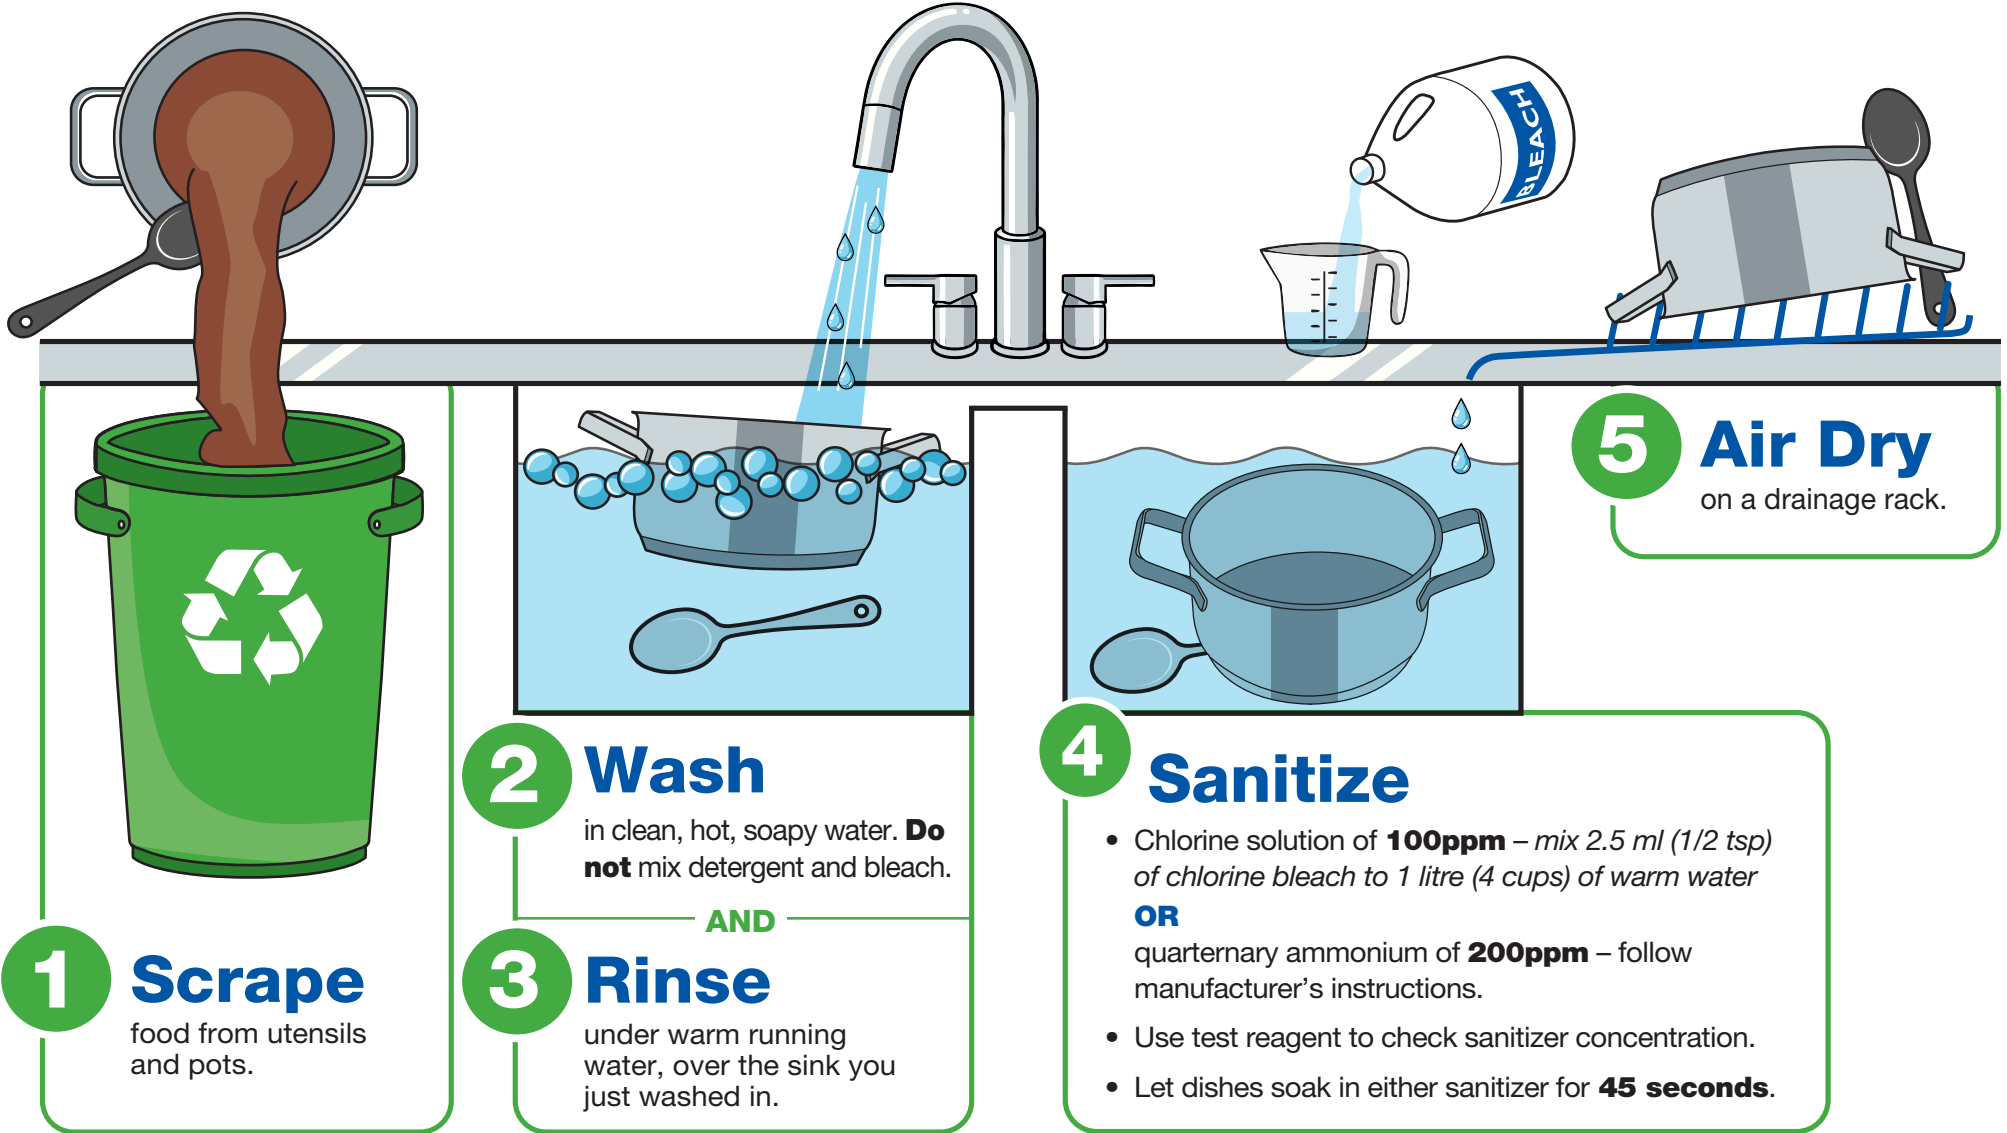 BLEACH
1
Scrape
food from utensils
and pots.
2
Wash
in clean, hot, soapy water. Do
not mix detergent and bleach.
AND
3
Rinse
under warm running
water, over the sink you
just washed in.
4
Sanitize
• Chlorine solution of 100ppm – mix 2.5 ml (1/2 tsp)
of chlorine bleach to 1 litre (4 cups) of warm water
OR
quarternary ammonium of 200ppm – follow
manufacturer’s instructions.
• Use test reagent to check sanitizer concentration.
• Let dishes soak in either sanitizer for 45 seconds.
5
Air Dry
on a drainage rack.